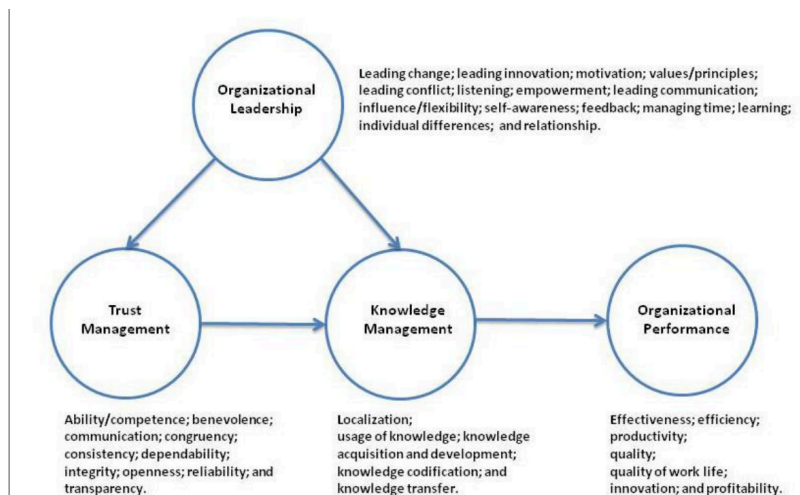 Organizational
Leadership
Leading change; leading innovation; motivation; values/principles;
leading conflict; listening; empowerment; leading communication;
influence/flexibility; self-awareness; feedback; managing time; learning;
individual differences;  and relationship.
Trust
Management
Knowledge
Management
Organizational
Performance
Ability/competence; benevolence;
communication; congruency;
consistency; dependability;
integrity; openness; reliability; and
transparency.
Localization;
usage of knowledge; knowledge
acquisition and development;
knowledge codification; and
knowledge transfer.
Effectiveness; efficiency;
productivity;
quality;
quality of work life;
innovation; and profitability.